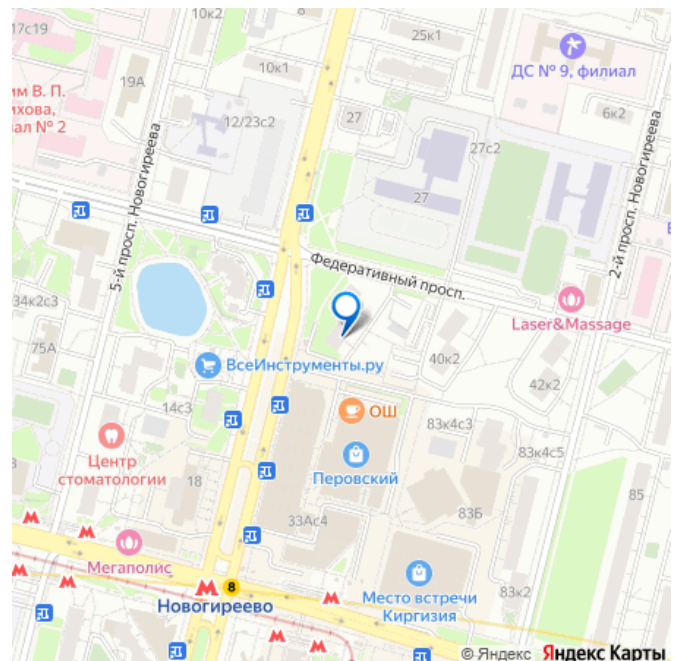 17с19
10к2
25к1
ДС № 9, филиал
19А
10к1
им В. П.
ихова,
ал № 2
12/23с2
27
6к2
27с2
5-й просп. Новогиреева
27
2-й просп. Новогиреева
Федеративный просп.
34к2с3
Laser&Massage
75А
ВсеИнструменты.ру
40к2
42к2
14с3
ОШ
83к4с3
Центр
стоматологии
83к4с5
Перовский
18
85
33Ас4
83Б
Мегаполис
8
Новогиреево
Место встречи
Киргизия
83к2
© Яндекс Яндекс Карты